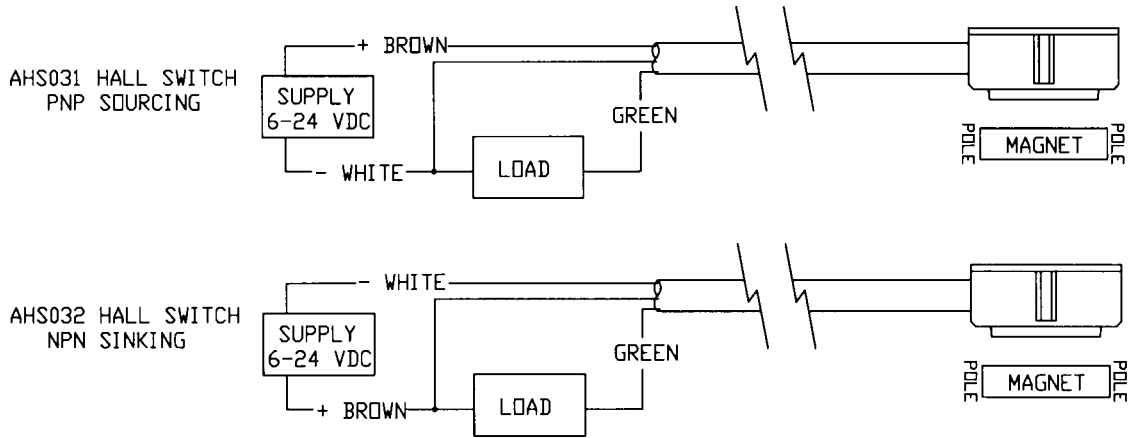 + BROWN
AHS031 HALL SWITCH
PNP SOURCING
SUPPLY
6-24 VDC
GREEN
- WHITE
LOAD
POLE
MAGNET
POLE
- WHITE
AHS032 HALL SWITCH
NPN SINKING
SUPPLY
6-24 VDC
GREEN
+ BROWN
LOAD
POLE
MAGNET
POLE